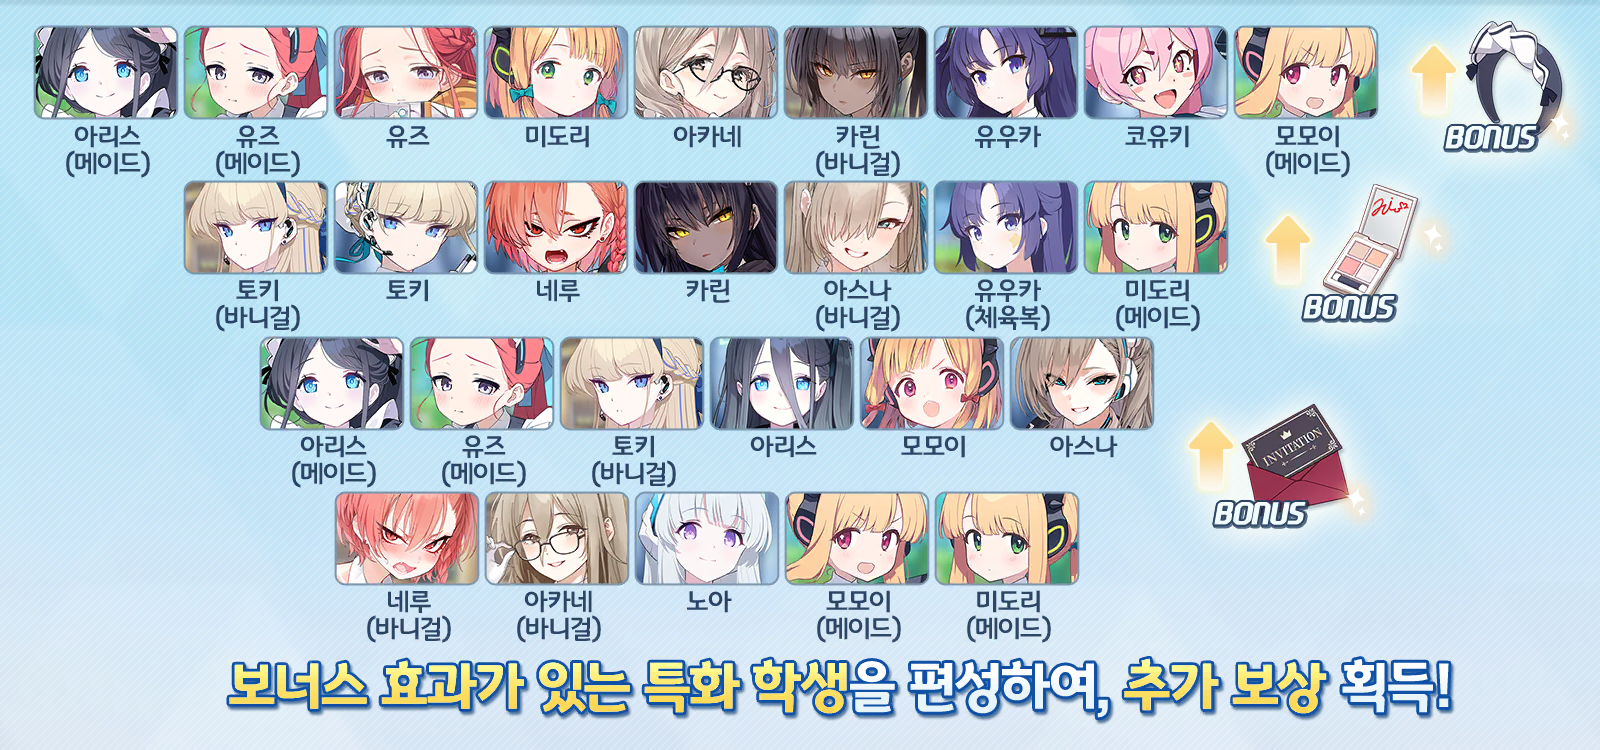 아리스 유즈 유즈 미도리 아카네 카린 유우카 코유키 모모이
(메이드) (메이드) (바니걸) (메이드)
BONUS
토키 토키 네루 카린 아스나 유우카 미도리
(바니걸) (바니걸) (체육복) (메이드)
BONUS
아리스 유즈 토키 아리스 모모이 아스나
(메이드) (메이드) (바니걸)
INVITATION
BONUS
네루 아카네 노아 모모이 미도리
(바니걸) (바니걸) (메이드) (메이드)
보너스 효과가 있는 특화 학생을 편성하여, 추가 보상 획득!